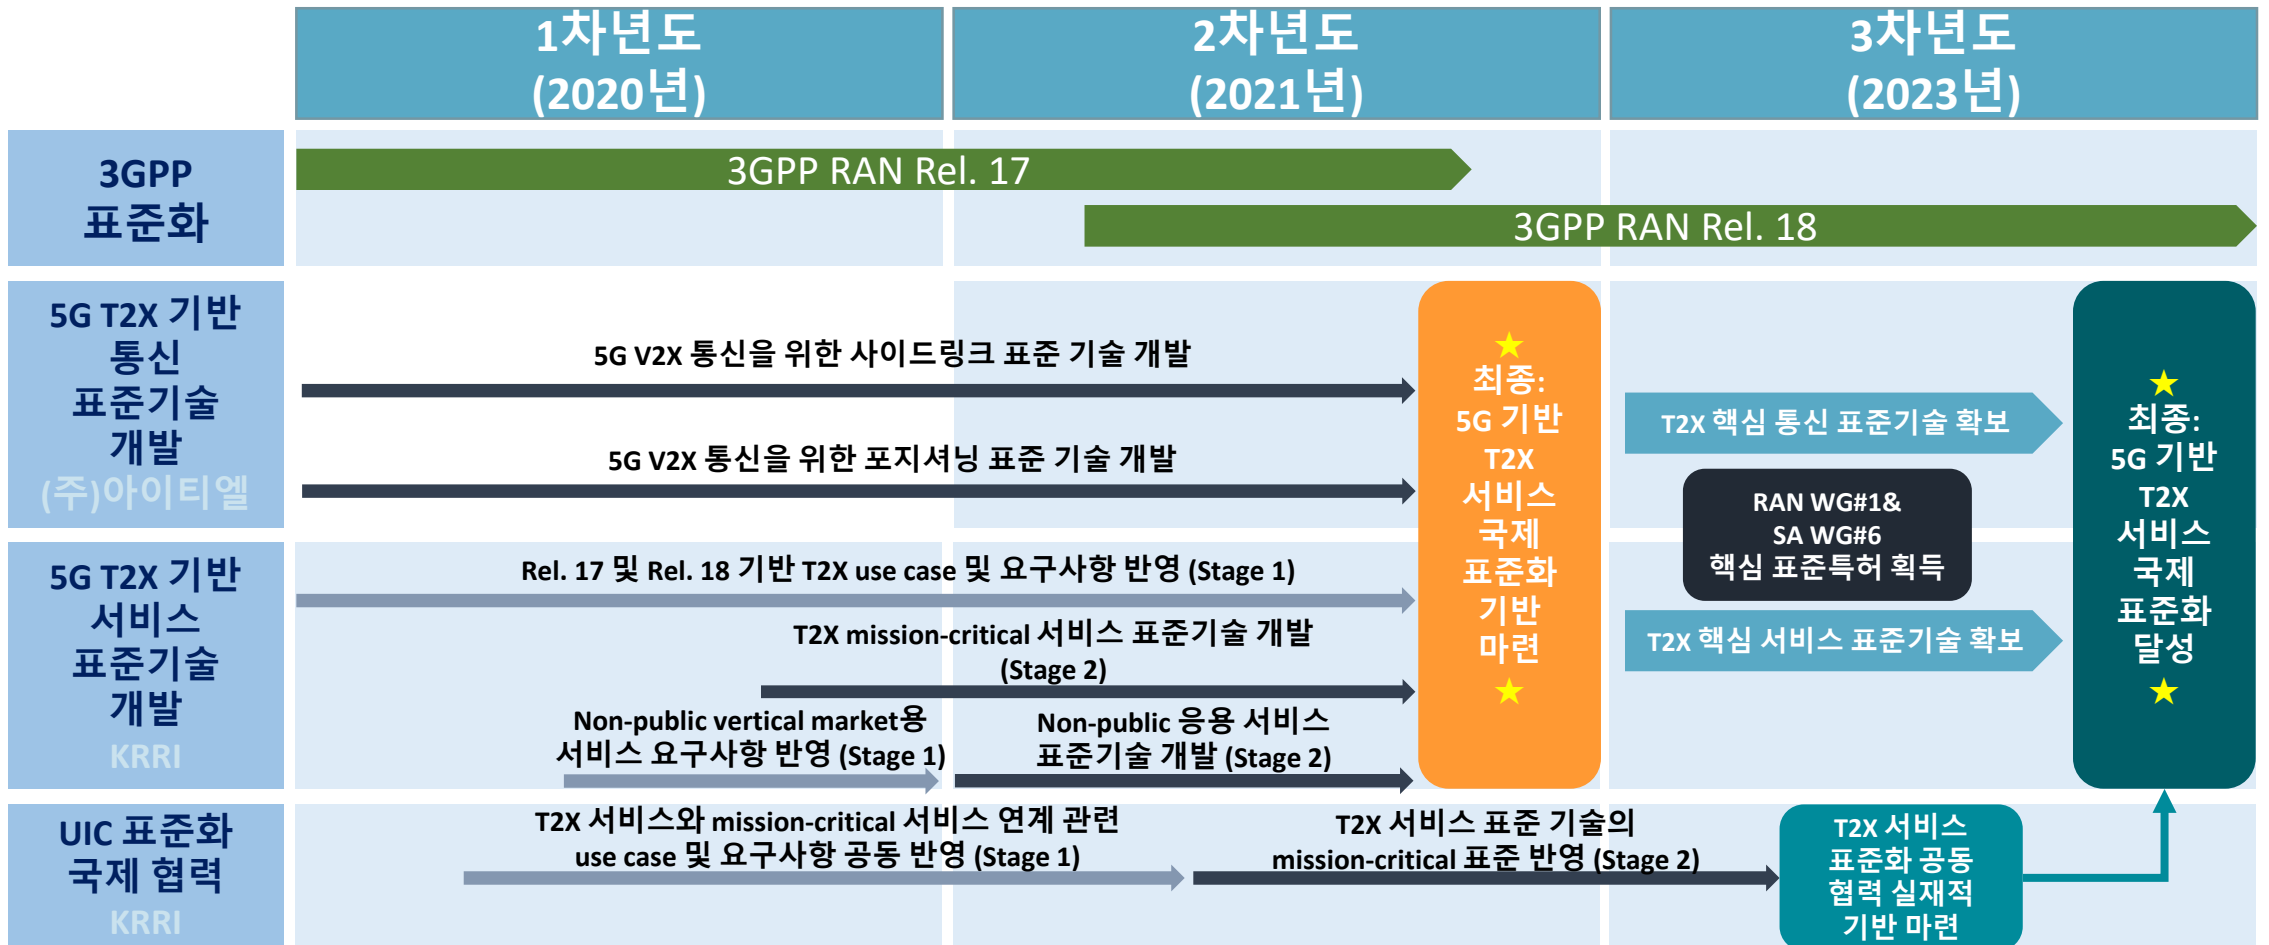 1차년도
(2020년)
2차년도
(2021년)
3차년도
(2023년)
3GPP
표준화
3GPP RAN Rel. 17
3GPP RAN Rel. 18
5G T2X 기반
통신
표준기술
개발
(주)아이티엘
5G V2X 통신을 위한 사이드링크 표준 기술 개발
5G V2X 통신을 위한 포지셔닝 표준 기술 개발
★
최종:
5G 기반
T2X
서비스
국제
표준화
기반
마련
★
T2X 핵심 통신 표준기술 확보
RAN WG#1&
SA WG#6
핵심 표준특허 획득
T2X 핵심 서비스 표준기술 확보
★
최종:
5G 기반
T2X
서비스
국제
표준화
달성
★
5G T2X 기반
서비스
표준기술
개발
KRRI
Rel. 17 및 Rel. 18 기반 T2X use case 및 요구사항 반영 (Stage 1)
T2X mission-critical 서비스 표준기술 개발
(Stage 2)
Non-public vertical market용
서비스 요구사항 반영 (Stage 1)
Non-public 응용 서비스
표준기술 개발 (Stage 2)
UIC 표준화
국제 협력
KRRI
T2X 서비스와 mission-critical 서비스 연계 관련
use case 및 요구사항 공동 반영 (Stage 1)
T2X 서비스 표준 기술의
mission-critical 표준 반영 (Stage 2)
T2X 서비스
표준화 공동
협력 실재적
기반 마련